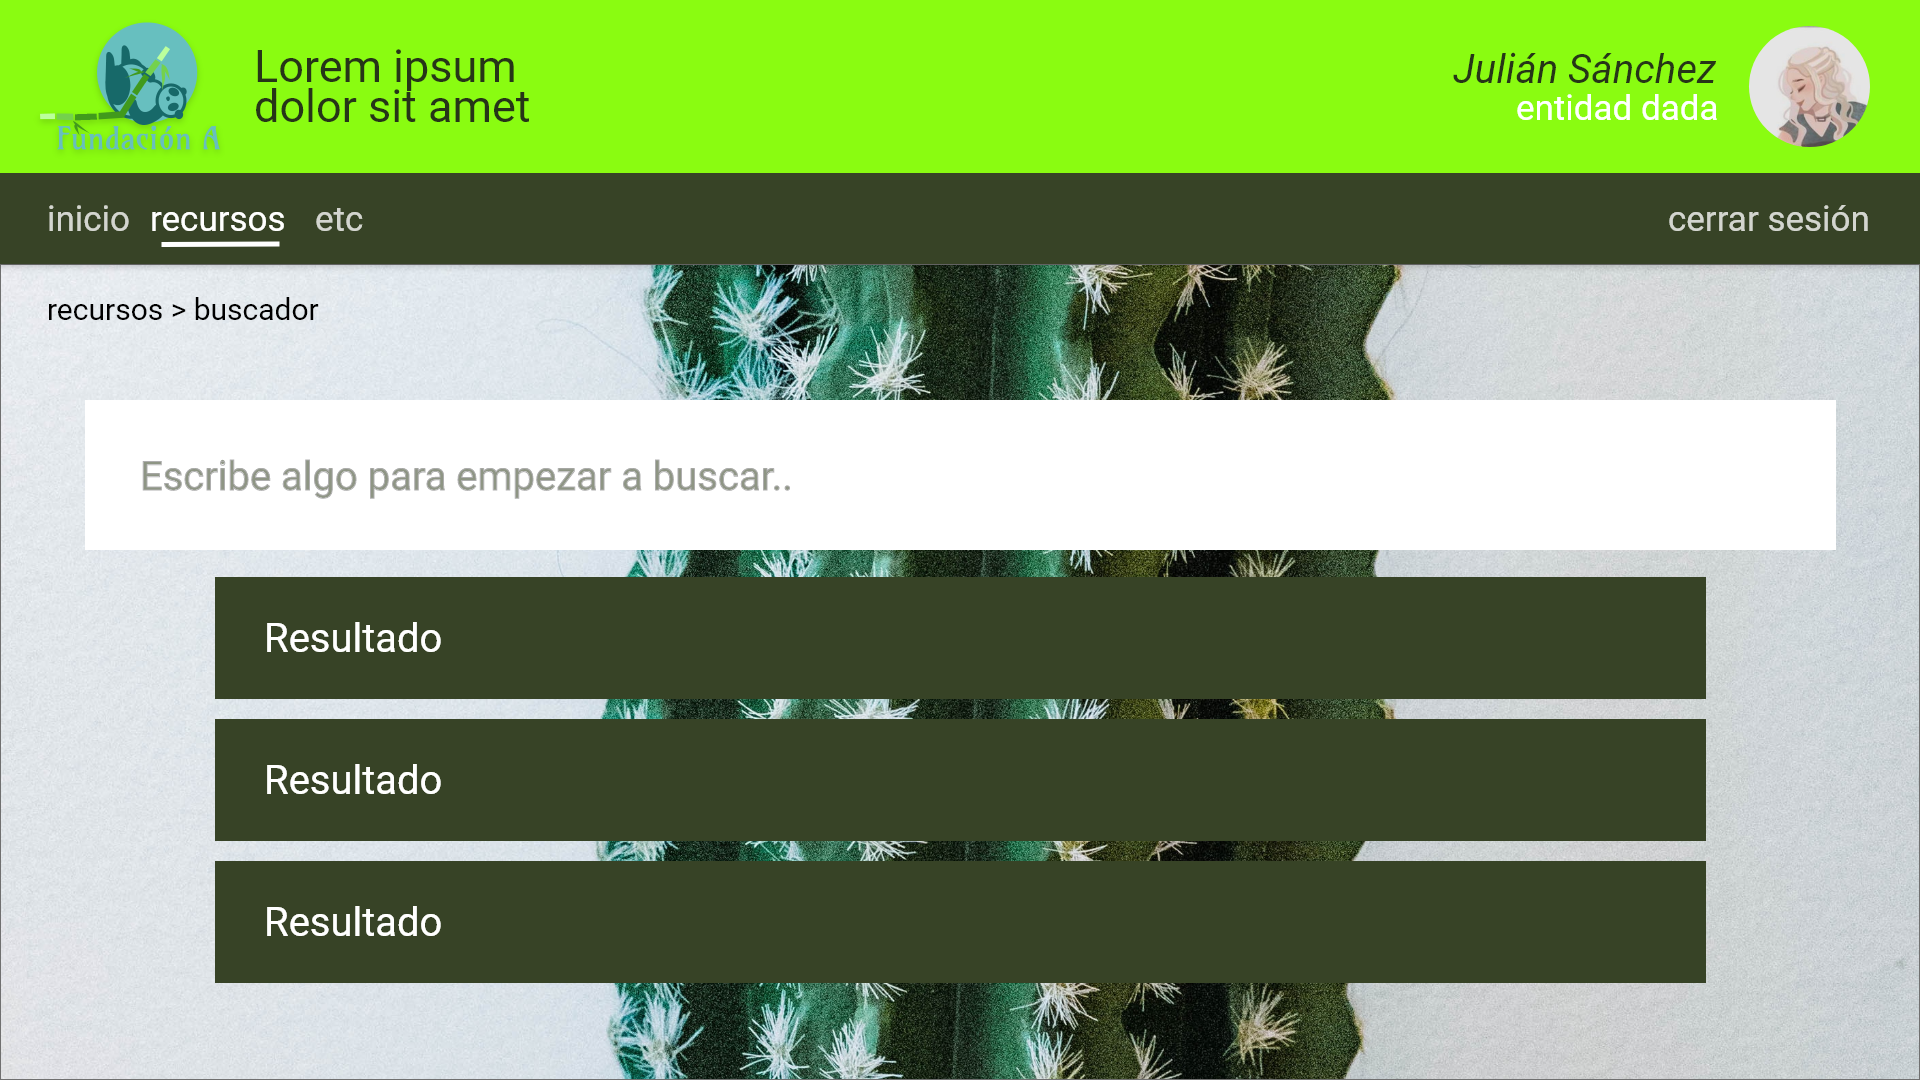 Fundación A
Lorem ipsum
dolor sit amet
Julián Sánchez
entidad dada
inicio recursos etc
cerrar sesión
recursos > buscador
Escribe algo para empezar a buscar..
Resultado
Resultado
Resultado